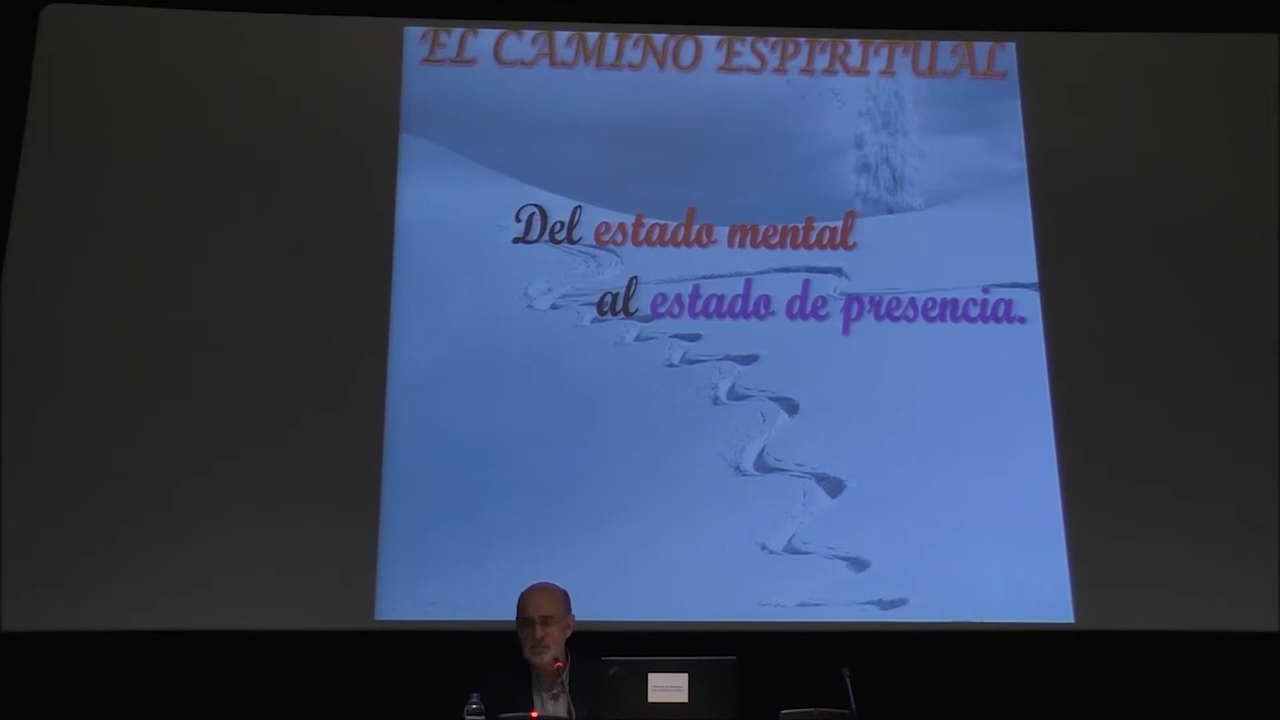 EL CAMINO ESPIRITUAL
Del estado mental
al estado de presencia.